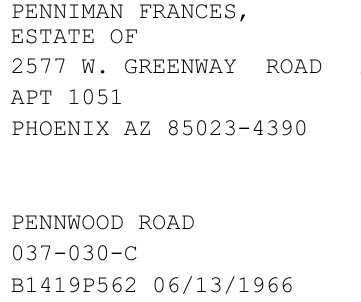 PENNIMAN FRANCES,
ESTATE OF
2577 W. GREENWAY ROAD
APT 1051
PHOENIX AZ 85023-4390
PENNWOOD ROAD
037-030-C
B1419P562 06/13/1966